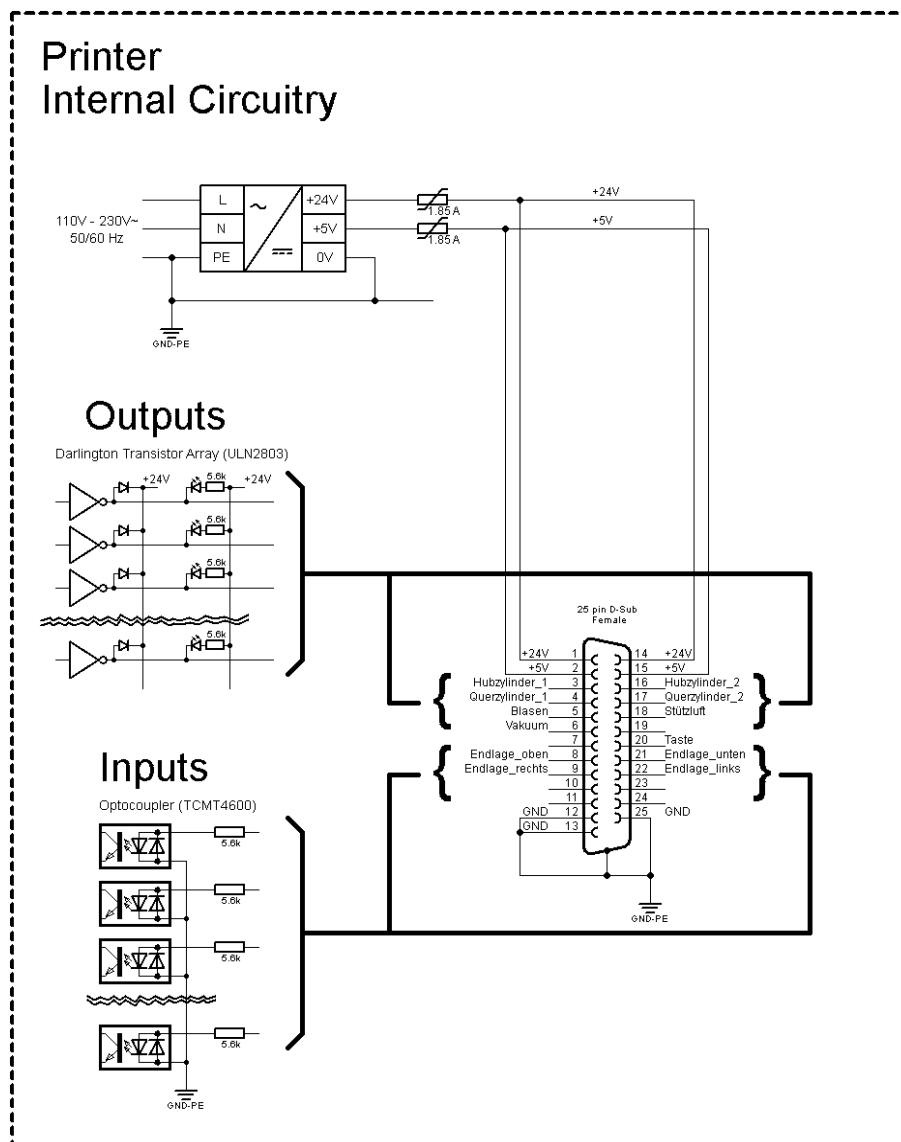 Printer
Internal Circuitry
110V - 230V~
50/60 Hz
L
N
PE
+24V
+5V
0V
1.85A
1.85A
+24V
+5V
GND-PE
Outputs
Darlington Transistor Array (ULN2803)
+24V
5.6k
+24V
5.6k
5.6k
5.6k
25 pin D-Sub
Female
+24V 1 14 +24V
+5V 2 15 +5V
Hubzylinder_1 3 16 Hubzylinder_2
Querzylinder_1 4 17 Querzylinder_2
Blasen 5 18 Stützluft
Vakuum 6 19
7 20 Taste
Endlage_oben 8 21 Endlage_unten
Endlage_rechts 9 22 Endlage_links
10 23
11 24
GND 12 25 GND
GND 13
GND-PE
Inputs
Optocoupler (TCMT4600)
5.6k
5.6k
5.6k
5.6k
GND-PE